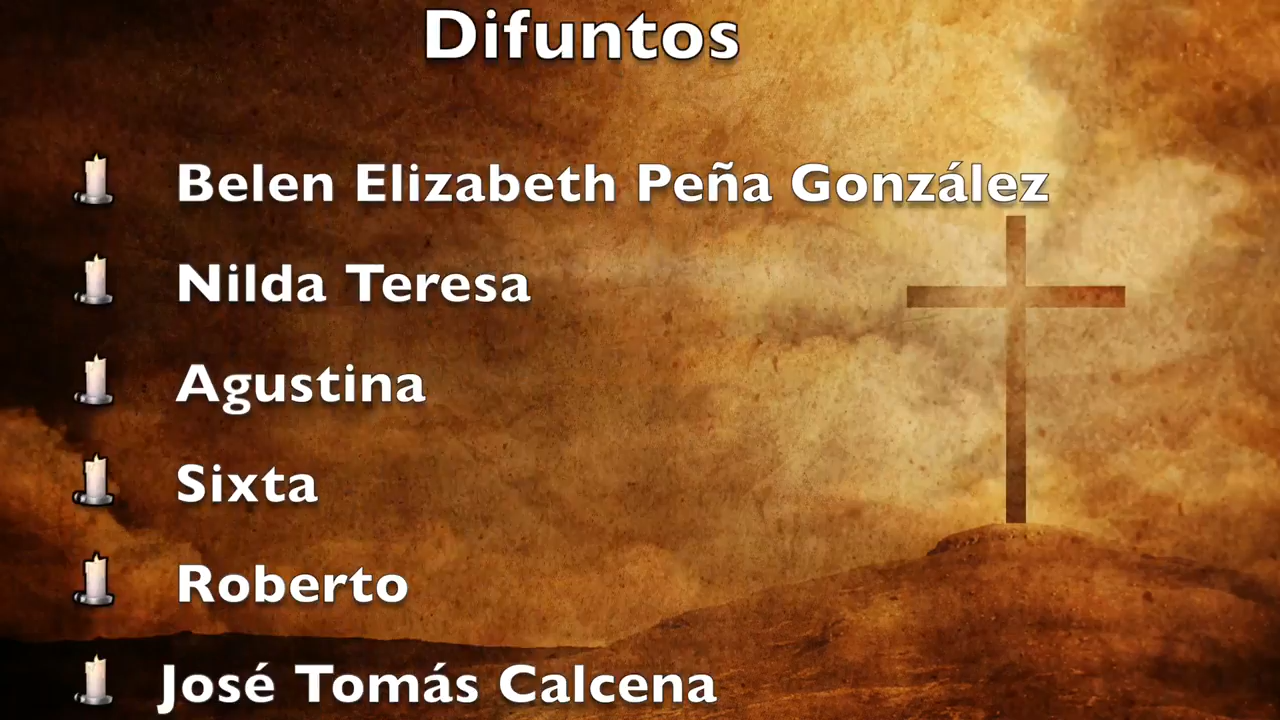 Difuntos
Belen Elizabeth Peña González
Nilda Teresa
Agustina
Sixta
Roberto
José Tomás Calcena